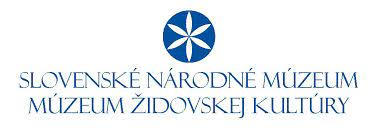 SLOVENSKÉ NÁRODNÉ MÚZEUM
MÚZEUM ŽIDOVSKEJ KULTÚRY